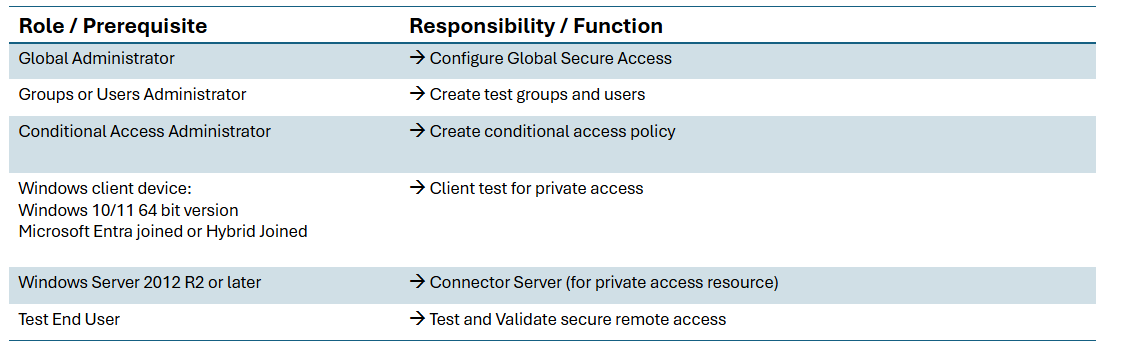 Role / Prerequisite Responsibility / Function
Global Administrator → Configure Global Secure Access
Groups or Users Administrator → Create test groups and users
Conditional Access Administrator → Create conditional access policy
Windows client device: → Client test for private access
Windows 10/11 64 bit version
Microsoft Entra joined or Hybrid Joined
Windows Server 2012 R2 or later → Connector Server (for private access resource)
Test End User → Test and Validate secure remote access